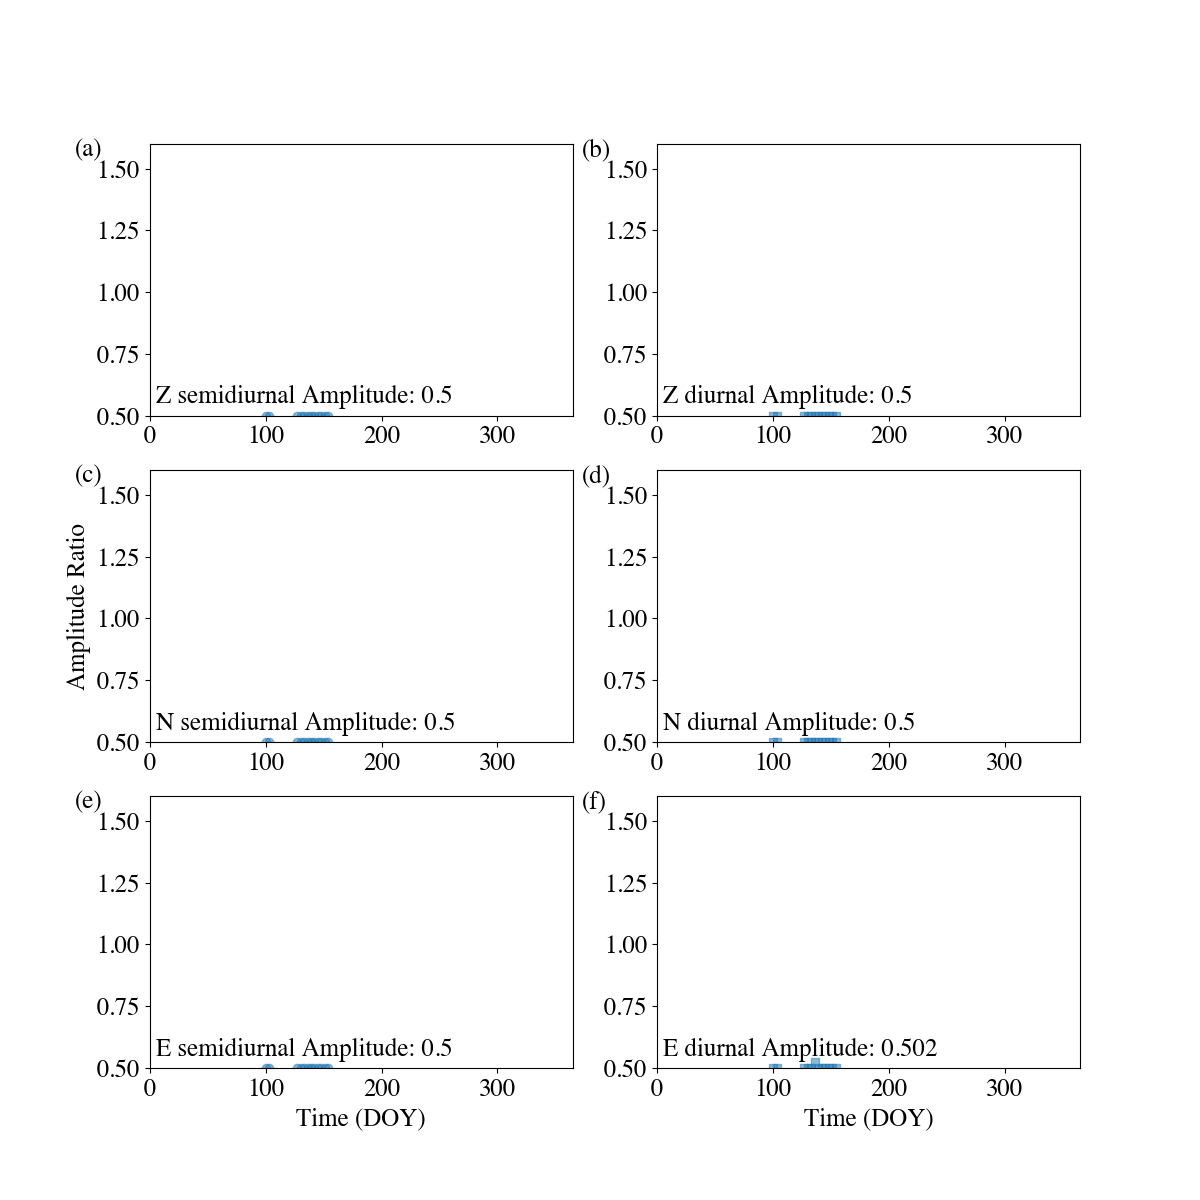 (a)
1.50
1.25
1.00
0.75
0.50
Z semidiurnal Amplitude: 0.5
0 100 200 300
(b)
1.50
1.25
1.00
0.75
0.50
Z diurnal Amplitude: 0.5
0 100 200 300
Amplitude Ratio
(c)
1.50
1.25
1.00
0.75
0.50
N semidiurnal Amplitude: 0.5
0 100 200 300
(d)
1.50
1.25
1.00
0.75
0.50
N diurnal Amplitude: 0.5
0 100 200 300
(e)
1.50
1.25
1.00
0.75
0.50
E semidiurnal Amplitude: 0.5
0 100 200 300
Time (DOY)
(f)
1.50
1.25
1.00
0.75
0.50
E diurnal Amplitude: 0.502
0 100 200 300
Time (DOY)